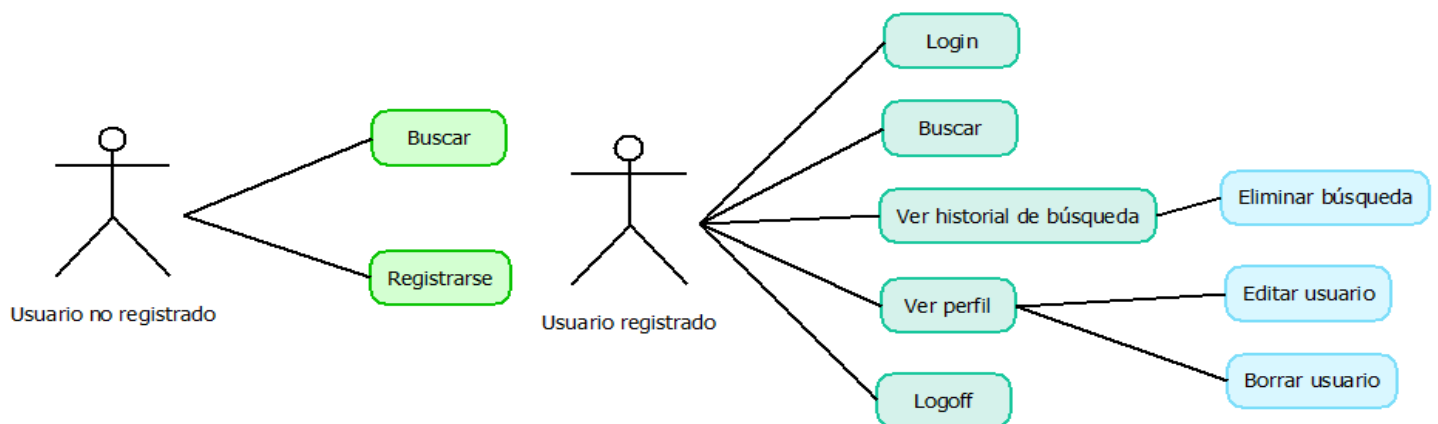 Buscar
Registrarse
Usuario no registrado
Login
Buscar
Ver historial de búsqueda
Ver perfil
Logoff
Usuario registrado
Eliminar búsqueda
Editar usuario
Borrar usuario